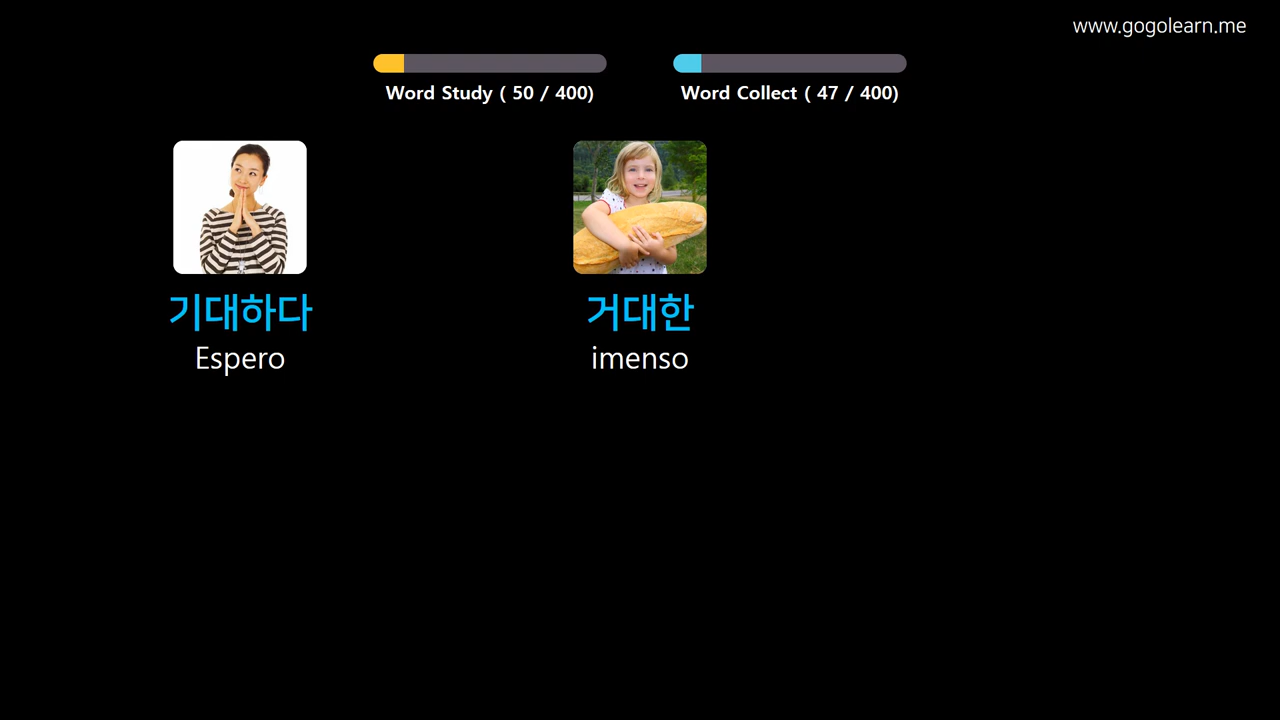 www.gogolearn.me
Word Study ( 50 / 400)
Word Collect ( 47 / 400)
기대하다
Espero
거대한
imenso